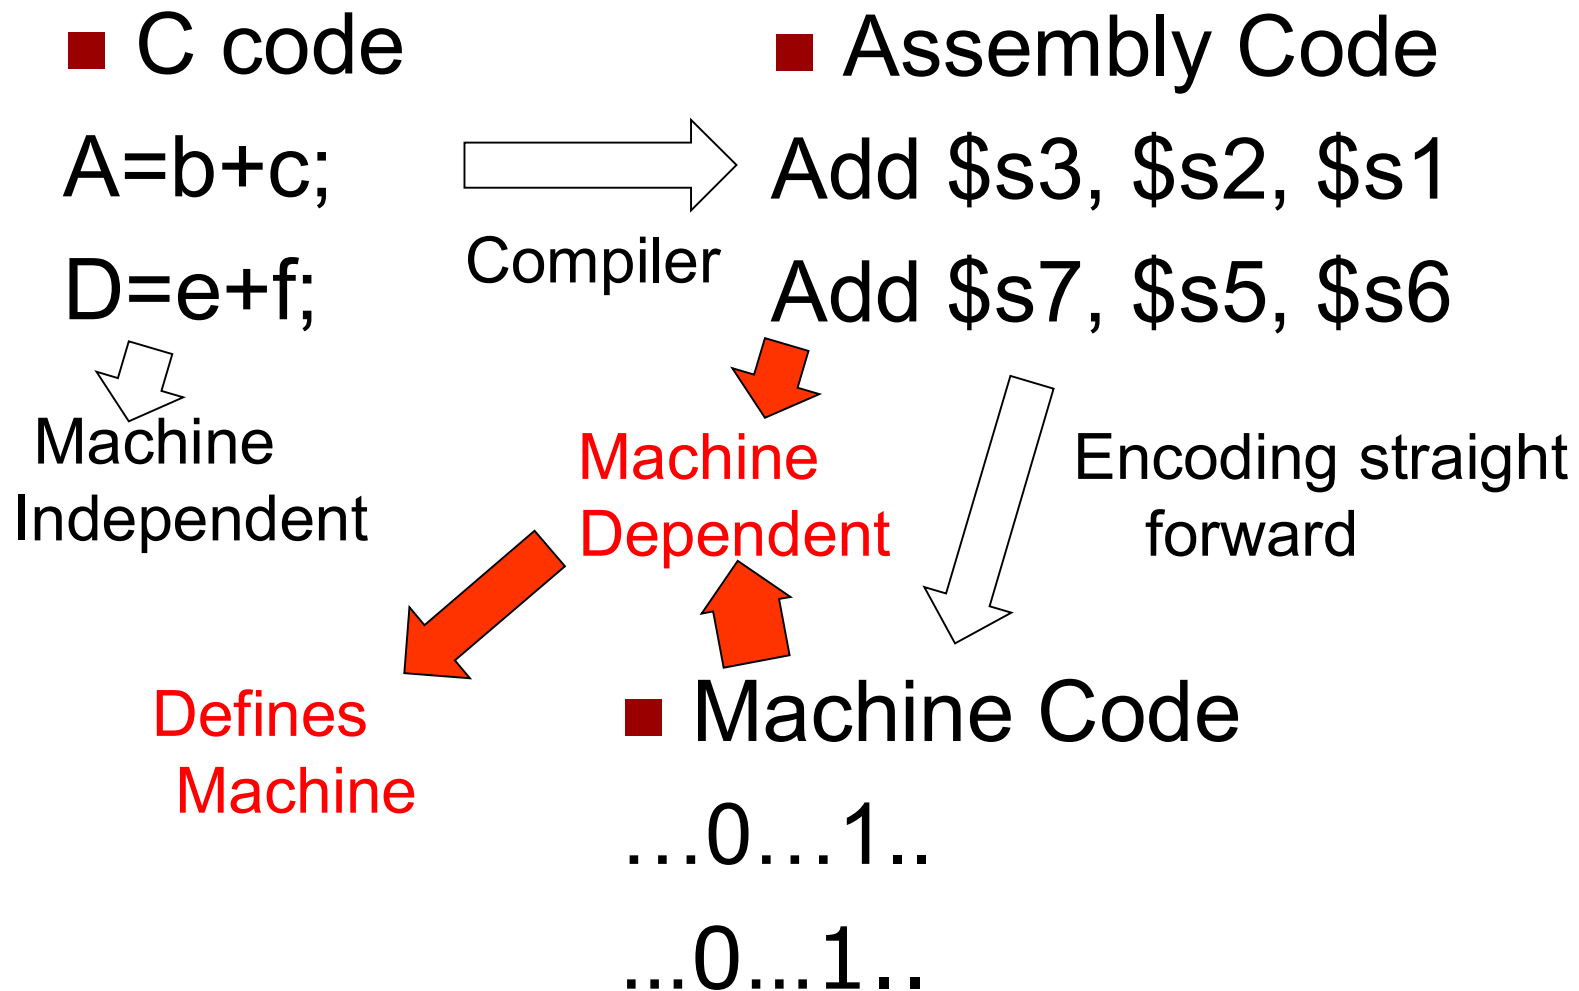 ■ C code
A=b+c;
D=e+f;
Compiler
■ Assembly Code
Add $s3, $s2, $s1
Add $s7, $s5, $s6
Machine
Independent
Machine
Dependent
Encoding straight
forward
Defines
Machine
■ Machine Code
…0…1..
...0...1..